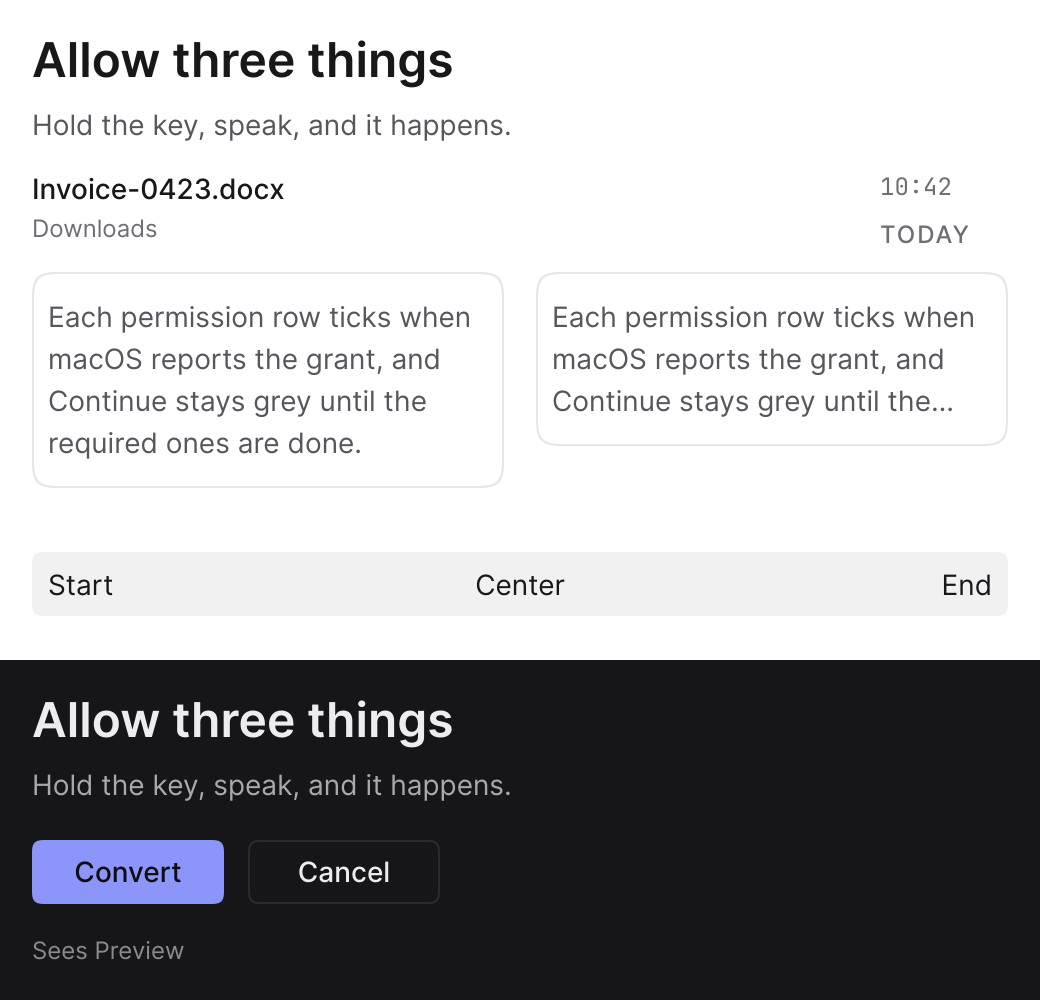 Allow three things
Hold the key, speak, and it happens.
Invoice-0423.docx
10:42
Downloads
TODAY
Each permission row ticks when
macOS reports the grant, and
Continue stays grey until the
required ones are done.
Each permission row ticks when
macOS reports the grant, and
Continue stays grey until the...
Start
Center
End
Allow three things
Hold the key, speak, and it happens.
Convert
Cancel
Sees Preview